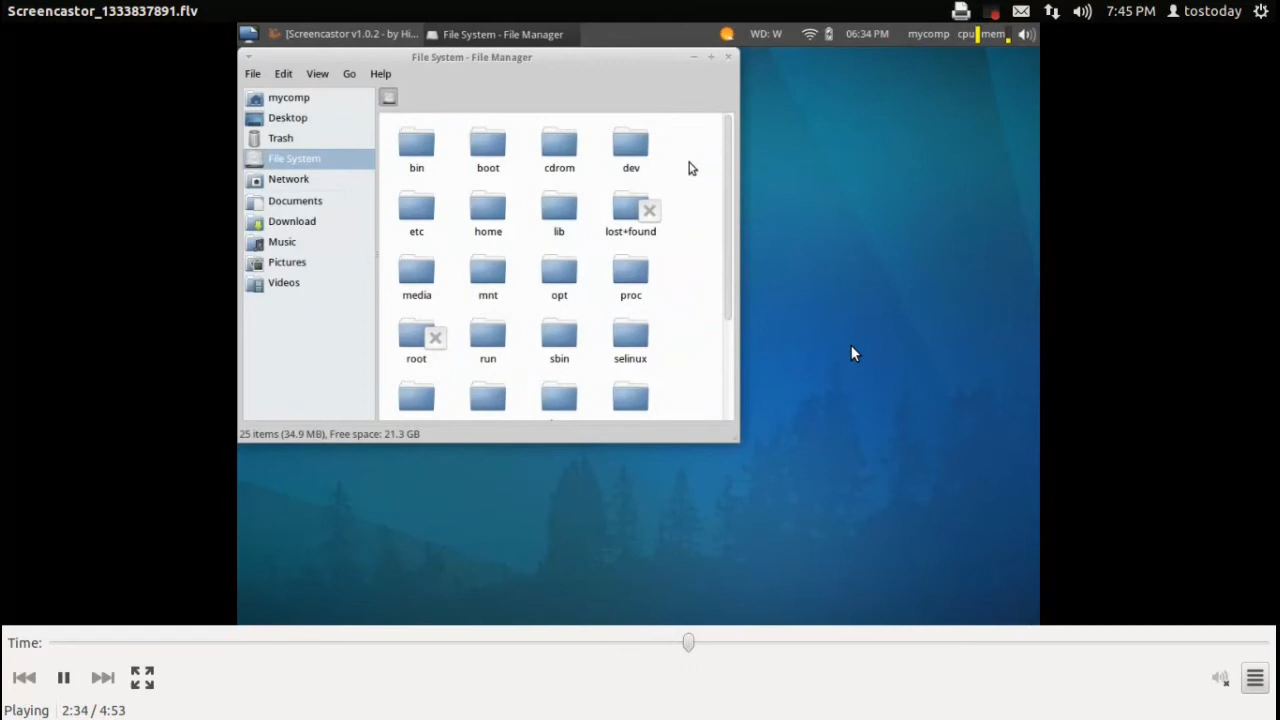 Screencastor_1333837891.flv
7:45 PM tostoday
[Screencastor v1.0.2 - by Hi... File System - File Manager WD: W 06:34 PM mycomp cpu mem
File System - File Manager
File Edit View Go Help
mycomp
Desktop
Trash
File System
Network
Documents
Download
Music
Pictures
Videos
bin boot cdrom dev
etc home lib lost+found
media mnt opt proc
root run sbin selinux
25 items (34.9 MB), Free space: 21.3 GB
Time:
Playing 2:34 / 4:53